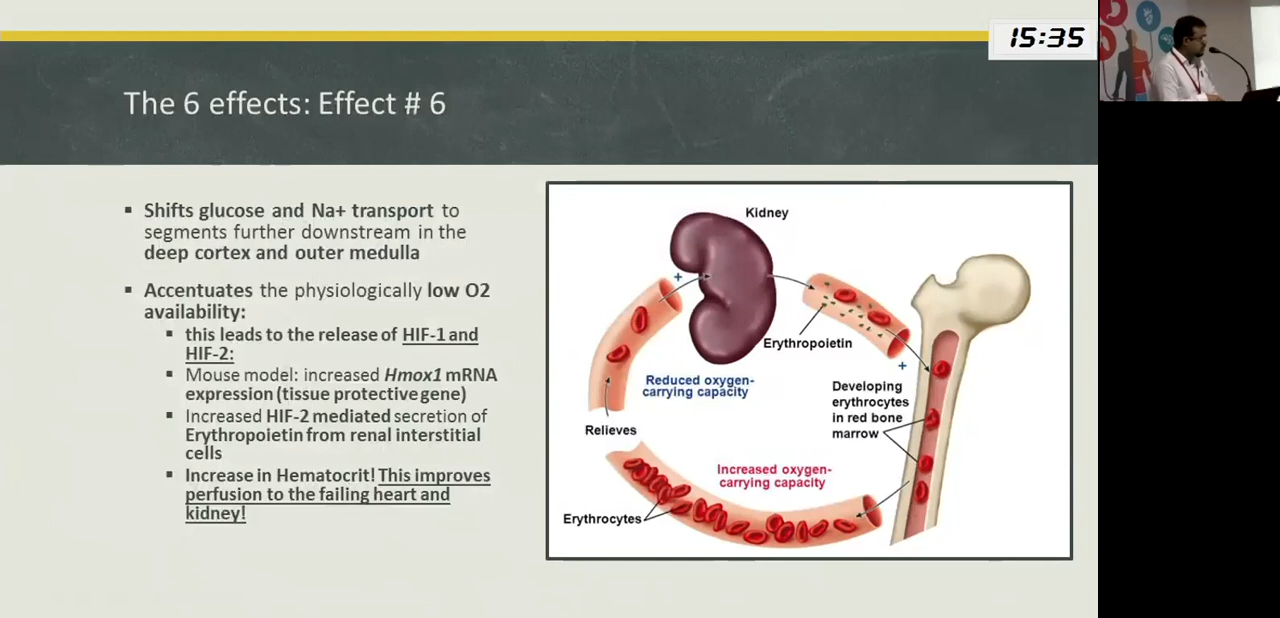 15:35
The 6 effects: Effect # 6
Shifts glucose and Na+ transport to
segments further downstream in the
deep cortex and outer medulla
Accentuates the physiologically low O2
availability:
this leads to the release of HIF-1 and
HIF-2:
Mouse model: increased Hmox1 mRNA
expression (tissue protective gene)
Increased HIF-2 mediated secretion of
Erythropoietin from renal interstitial
cells
Increase in Hematocrit! This improves
perfusion to the failing heart and
kidney!
Kidney
+
Erythropoietin
+
Reduced oxygen-
carrying capacity
Developing
erythrocytes
in red bone
marrow
Relieves
Increased oxygen-
carrying capacity
Erythrocytes